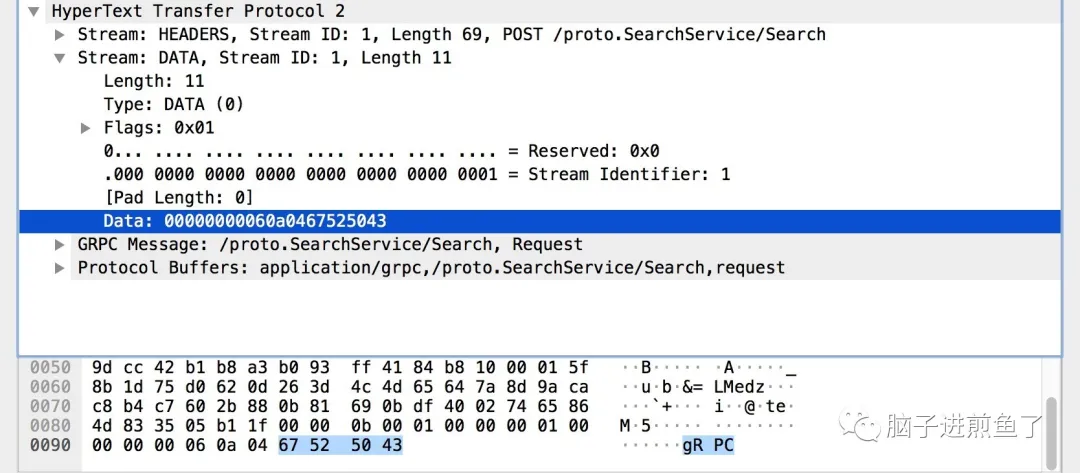 HyperText Transfer Protocol 2
Stream: HEADERS, Stream ID: 1, Length 69, POST /proto.SearchService/Search
Stream: DATA, Stream ID: 1, Length 11
Length: 11
Type: DATA (0)
Flags: 0x01
0... .... .... .... .... .... .... .... = Reserved: 0x0
.000 0000 0000 0000 0000 0000 0000 0001 = Stream Identifier: 1
[Pad Length: 0]
Data: 00000000060a0467525043
GRPC Message: /proto.SearchService/Search, Request
Protocol Buffers: application/grpc,/proto.SearchService/Search,request
0050 9d cc 42 b1 b8 a3 b0 93 ff 41 84 b8 10 00 01 5f ··B····· ·A·····_
0060 8b 1d 75 d0 62 0d 26 3d 4c 4d 65 64 7a 8d 9a ca ··u·b·&= LMedz···
0070 c8 b4 c7 60 2b 88 0b 81 69 0b df 40 02 74 65 86 ···`+··· i··@·te·
0080 4d 83 35 05 b1 1f 00 00 0b 00 01 00 00 00 01 00 M·5····· ········
0090 00 00 00 06 0a 04 67 52 50 43 ······gR PC
脑子进煎鱼了